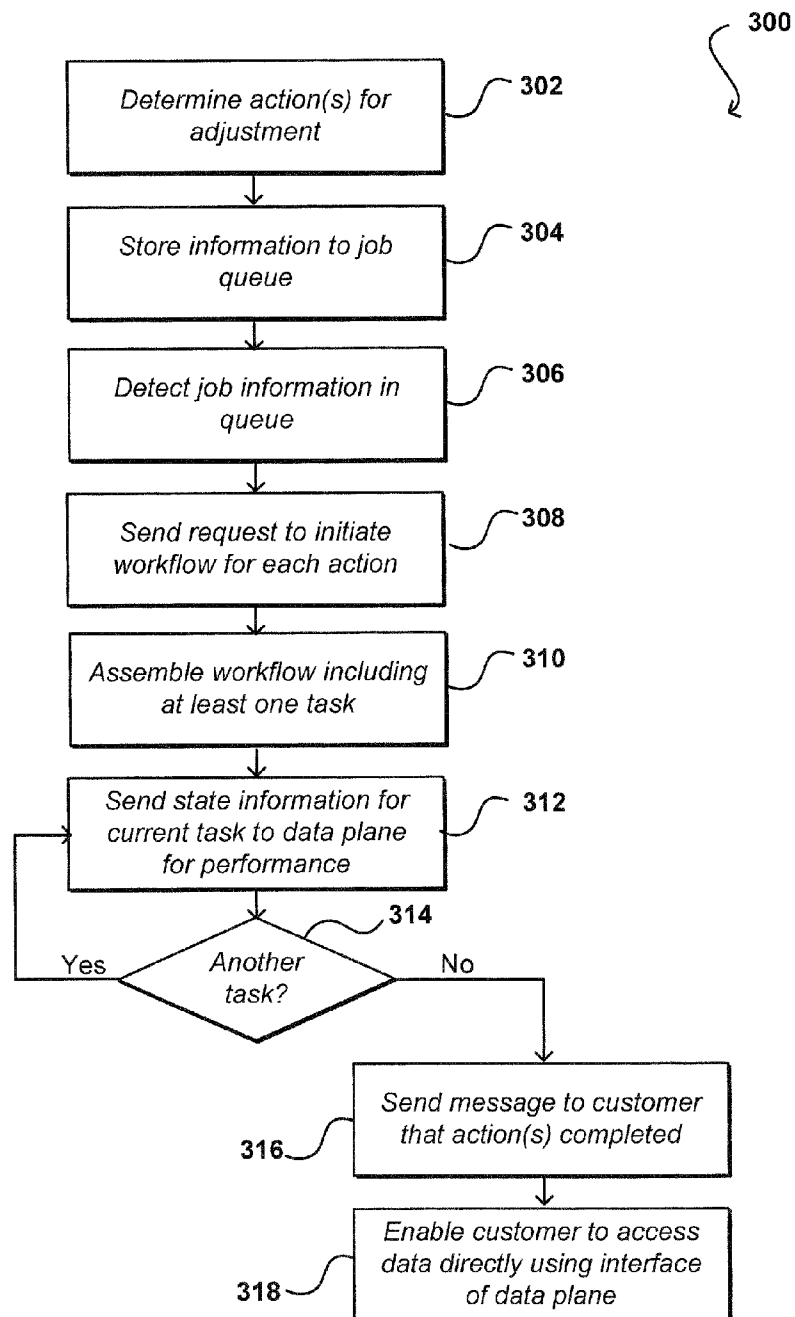 300
Determine action(s) for
adjustment
302
Store information to job
queue
304
Detect job information in
queue
306
Send request to initiate
workflow for each action
308
Assemble workflow including
at least one task
310
Send state information for
current task to data plane
for performance
312
314
Yes
Another
task?
No
Send message to customer
that action(s) completed
316
Enable customer to access
data directly using interface
of data plane
318